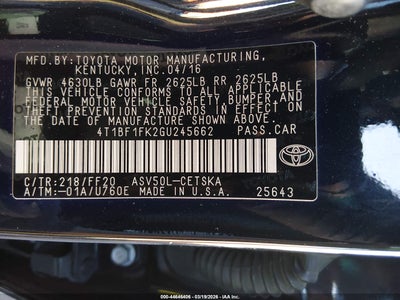 MFD.BY:TOYOTA MOTOR MANUFACTURING,
KENTUCKY,INC.04/16
GVWR 4630LB GAWR FR 2625LB RR 2625LB
THIS VEHICLE CONFORMS TO ALL APPLICABLE
FEDERAL MOTOR VEHICLE SAFETY, BUMPER, AND
THEFT PREVENTION STANDARDS IN EFFECT ON
THE DATE OF MANUFACTURE SHOWN ABOVE.
4T1BF1FK2GU245662 PASS.CAR
TOYOTA
C/TR:218/FF20 ASV50L-CETSKA
A/TM:-01A/U760E MADE IN U.S.A. 25643
000-44646406 - 03/19/2026 - IAA Inc.